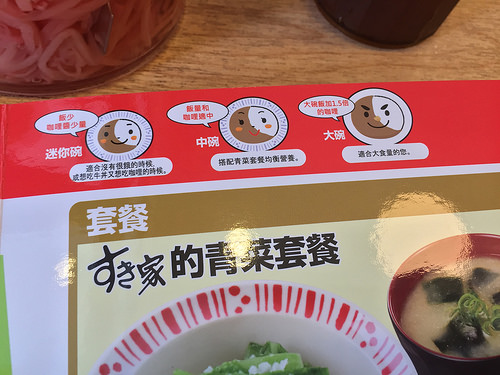 飯少
咖哩醬少量
迷你碗
適合沒有很餓的時候、
或想吃牛丼又想吃咖哩的時候。
飯量和
咖哩適中
中碗
搭配青菜套餐均衡營養。
大碗飯加1.5倍
的咖哩
大碗
適合大食量的您。
套餐
すき家的青菜套餐